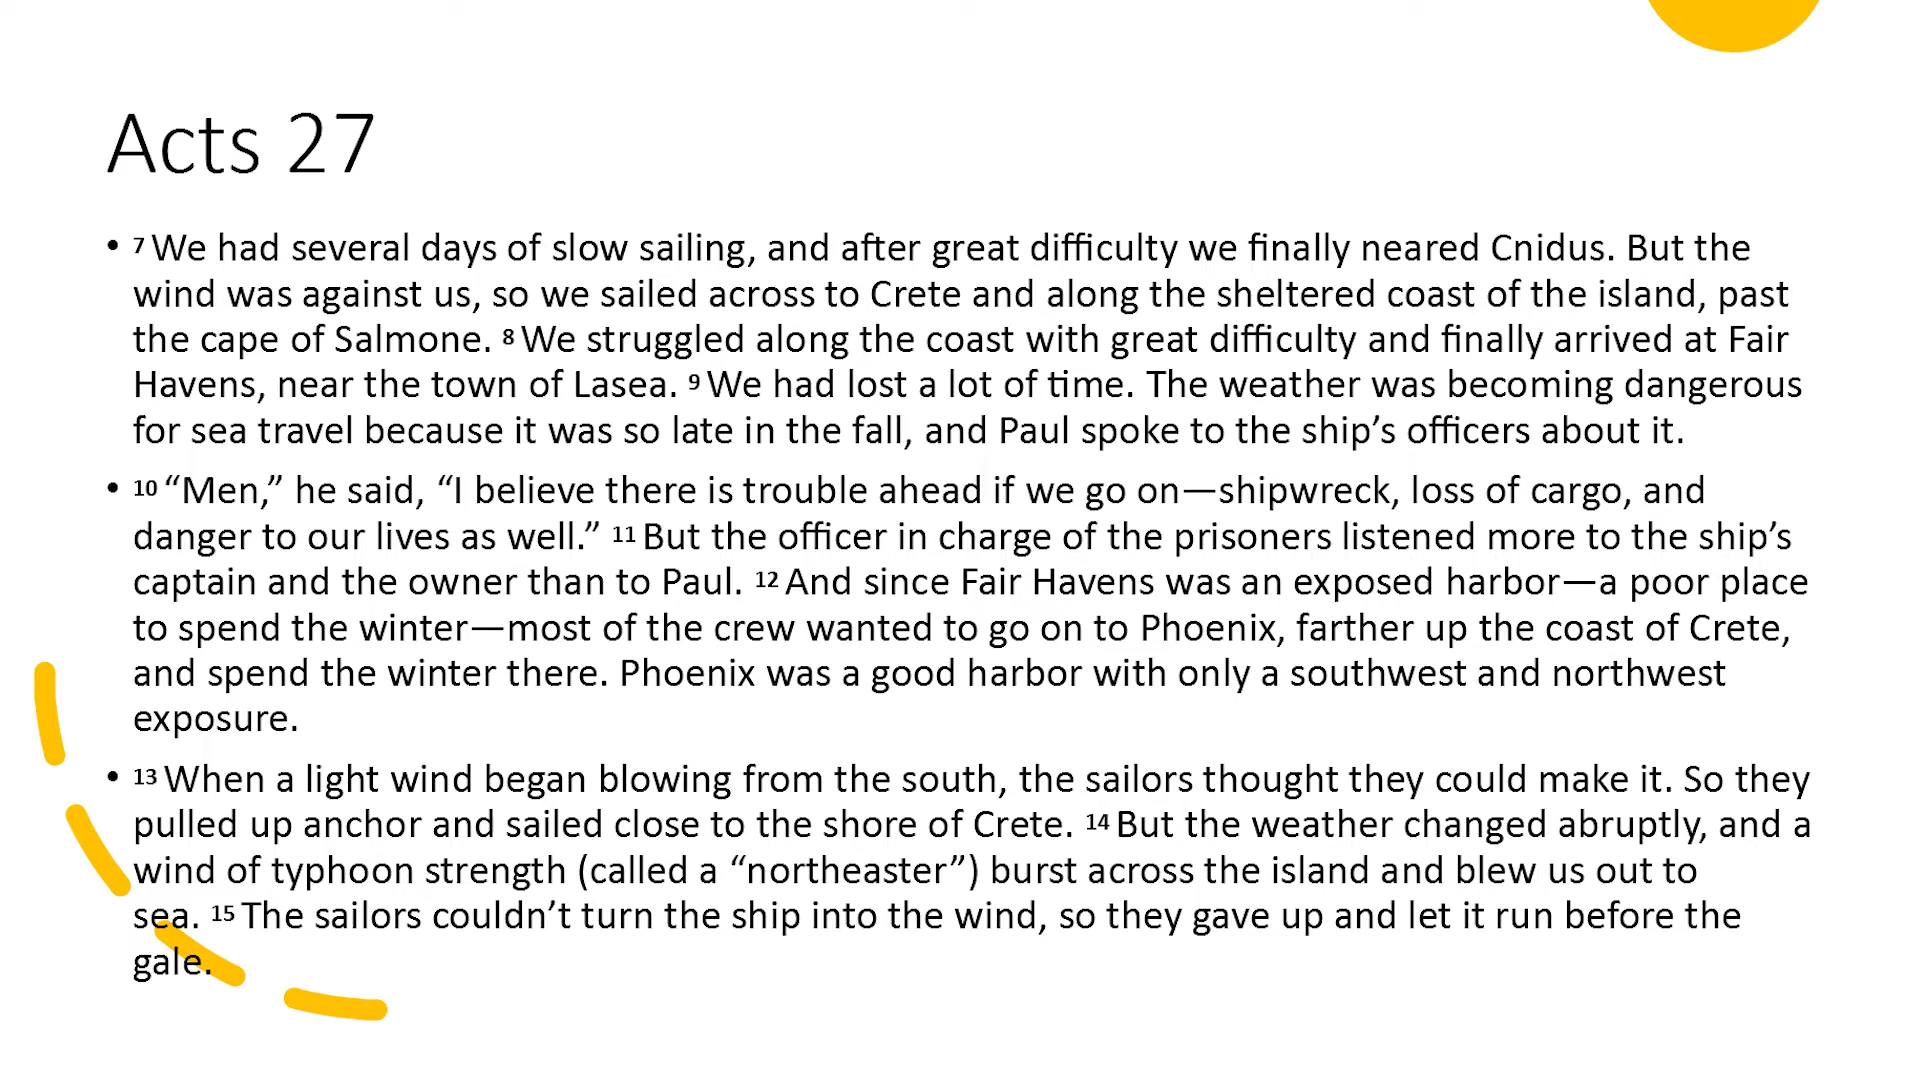 Acts 27
• 7 We had several days of slow sailing, and after great difficulty we finally neared Cnidus. But the
wind was against us, so we sailed across to Crete and along the sheltered coast of the island, past
the cape of Salmone. 8 We struggled along the coast with great difficulty and finally arrived at Fair
Havens, near the town of Lasea. 9 We had lost a lot of time. The weather was becoming dangerous
for sea travel because it was so late in the fall, and Paul spoke to the ship’s officers about it.
• 10 “Men,” he said, “I believe there is trouble ahead if we go on—shipwreck, loss of cargo, and
danger to our lives as well.” 11 But the officer in charge of the prisoners listened more to the ship’s
captain and the owner than to Paul. 12 And since Fair Havens was an exposed harbor—a poor place
to spend the winter—most of the crew wanted to go on to Phoenix, farther up the coast of Crete,
and spend the winter there. Phoenix was a good harbor with only a southwest and northwest
exposure.
• 13 When a light wind began blowing from the south, the sailors thought they could make it. So they
pulled up anchor and sailed close to the shore of Crete. 14 But the weather changed abruptly, and a
wind of typhoon strength (called a “northeaster”) burst across the island and blew us out to
sea. 15 The sailors couldn’t turn the ship into the wind, so they gave up and let it run before the
gale.